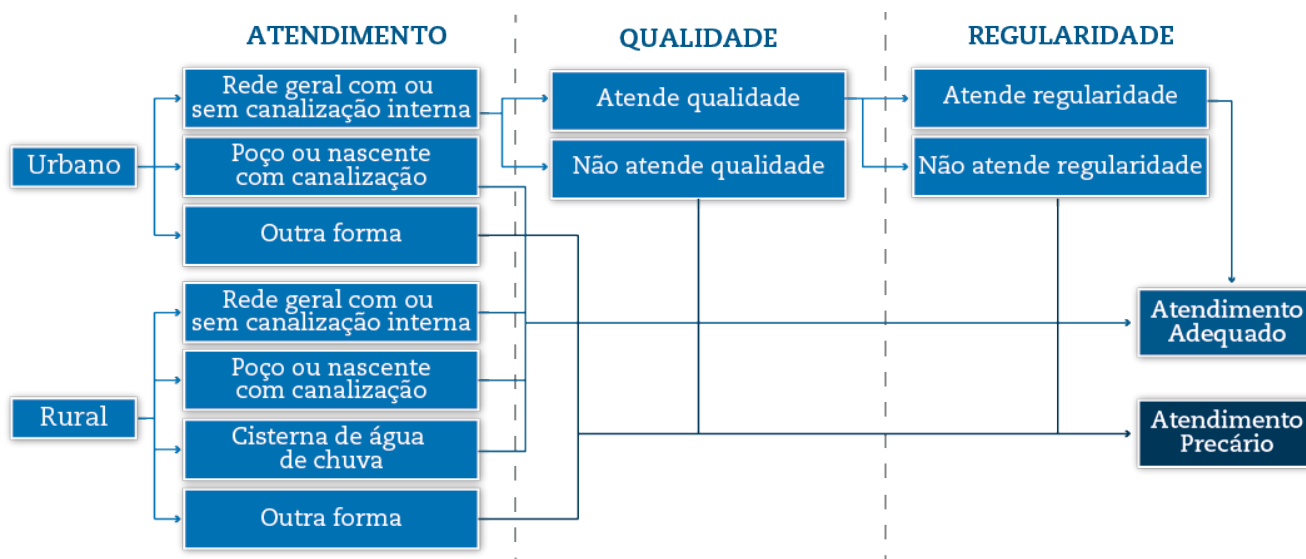 ATENDIMENTO
QUALIDADE
REGULARIDADE
Urbano
Rede geral com ou
sem canalização interna
Poço ou nascente
com canalização
Outra forma
Atende qualidade
Não atende qualidade
Atende regularidade
Não atende regularidade
Rural
Rede geral com ou
sem canalização interna
Poço ou nascente
com canalização
Cisterna de água
de chuva
Outra forma
Atendimento
Adequado
Atendimento
Precário